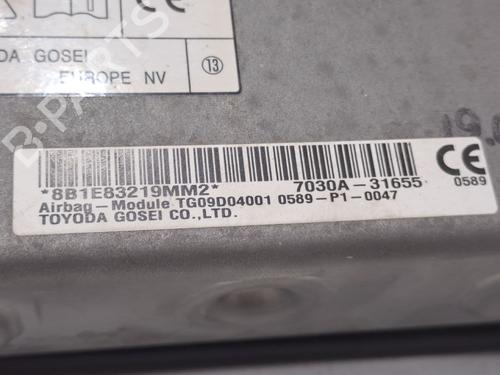 CE
DA GOSEI
EUROPE NV
13
B-PARTS
*8B1E83219MM2* 7030A-31655
Airbag-Module TG09D04001 0589-P1-0047
TOYODA GOSEI CO.,LTD.
CE
0589